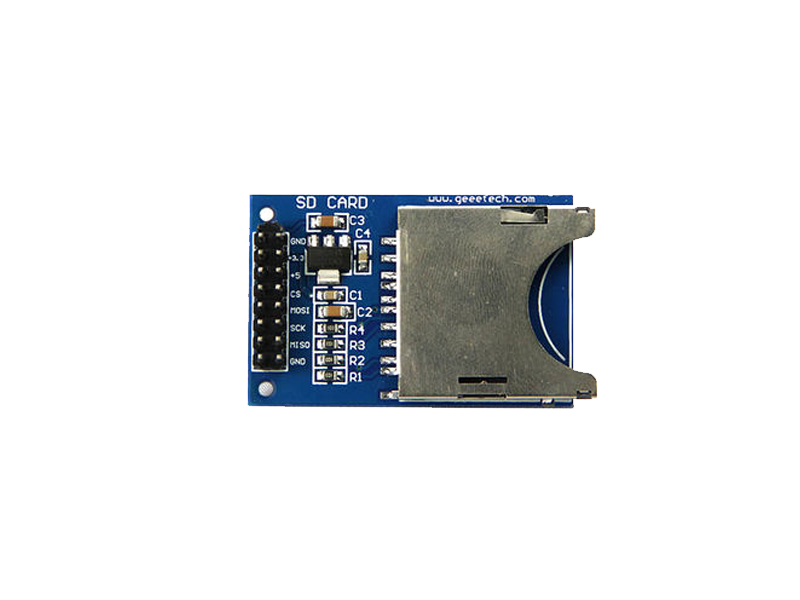 SD CARD
www.geeetech.com
C3
C4
GND
+3.3
+5
CS
MOSI
SCK
MISO
GND
C1
C2
R4
R3
R2
R1